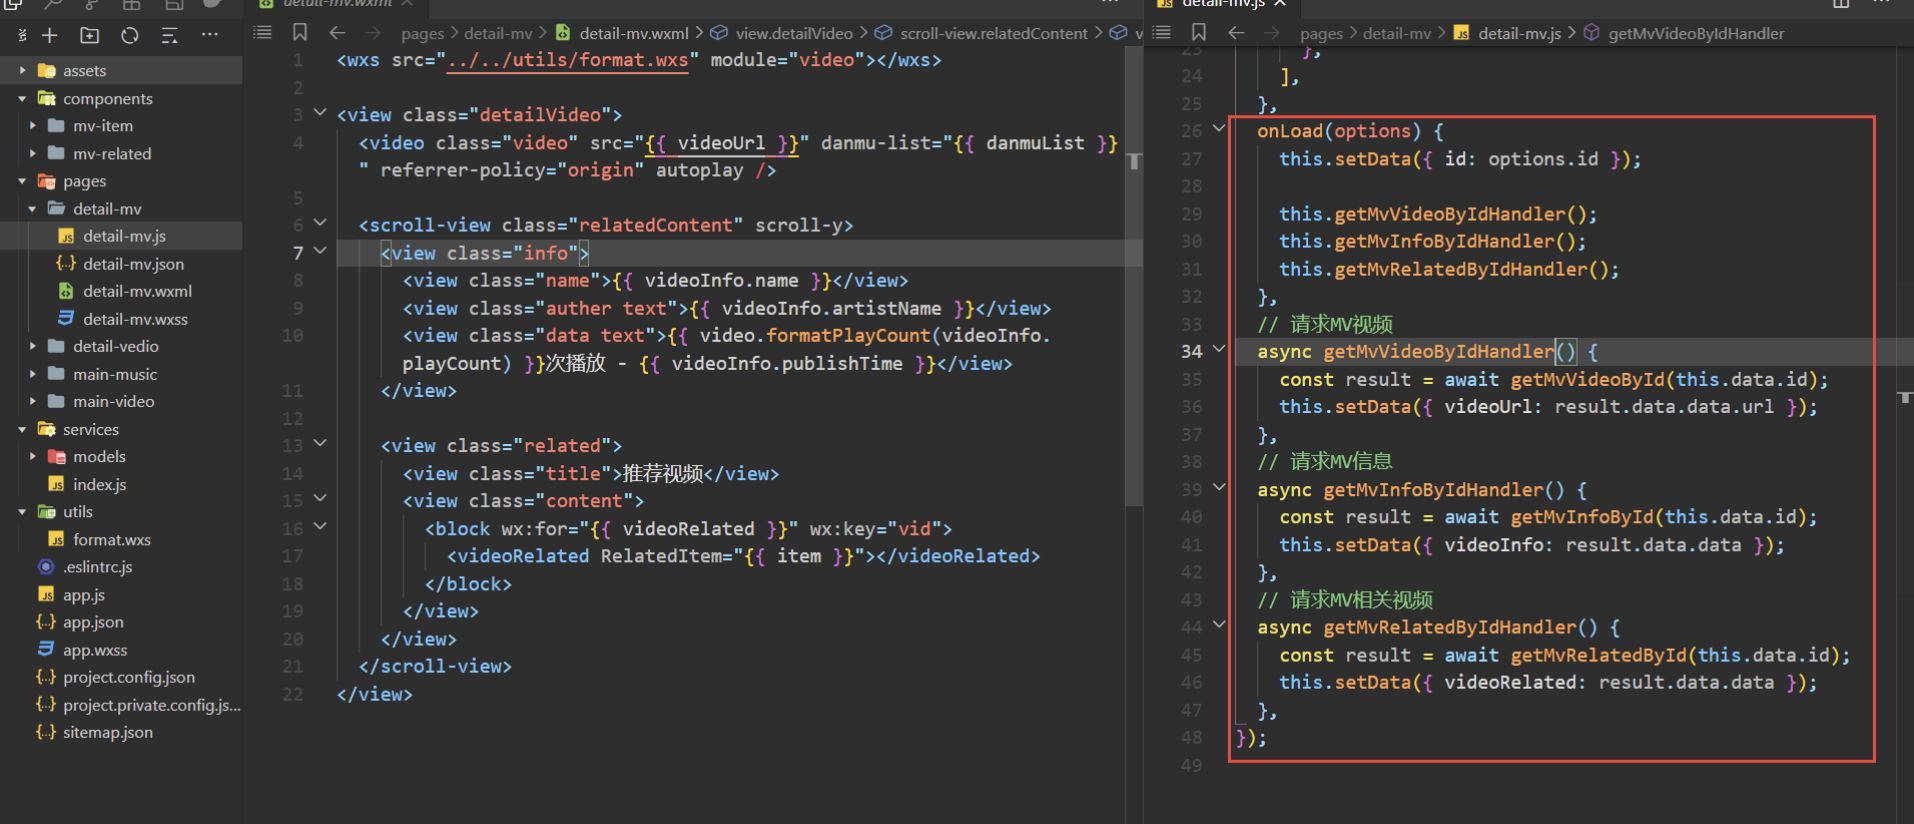 detail-mv.wxml
detail-mv.js
pages > detail-mv > detail-mv.wxml > view.detailVideo > scroll-view.relatedContent > v
pages > detail-mv > detail-mv.js > getMvVideoByIdHandler
assets
components
mv-item
mv-related
pages
detail-mv
detail-mv.js
detail-mv.json
detail-mv.wxml
detail-mv.wxss
detail-vedio
main-music
main-video
services
models
index.js
utils
format.wxs
.eslintrc.js
app.js
app.json
app.wxss
project.config.json
project.private.config.js...
sitemap.json
1 <wxs src="../../utils/format.wxs" module="video"></wxs>
2
3 <view class="detailVideo">
4 <video class="video" src="{{ videoUrl }}" danmu-list="{{ danmuList }}
" referrer-policy="origin" autoplay />
5
6 <scroll-view class="relatedContent" scroll-y>
7 <view class="info">
8 <view class="name">{{ videoInfo.name }}</view>
9 <view class="auther text">{{ videoInfo.artistName }}</view>
10 <view class="data text">{{ video.formatPlayCount(videoInfo.
playCount) }}次播放 - {{ videoInfo.publishTime }}</view>
11 </view>
12
13 <view class="related">
14 <view class="title">推荐视频</view>
15 <view class="content">
16 <block wx:for="{{ videoRelated }}" wx:key="vid">
17 <videoRelated RelatedItem="{{ item }}"></videoRelated>
18 </block>
19 </view>
20 </view>
21 </scroll-view>
22 </view>
23 },
24 ],
25 },
26 onLoad(options) {
27 this.setData({ id: options.id });
28
29 this.getMvVideoByIdHandler();
30 this.getMvInfoByIdHandler();
31 this.getMvRelatedByIdHandler();
32 },
33 // 请求MV视频
34 async getMvVideoByIdHandler() {
35 const result = await getMvVideoById(this.data.id);
36 this.setData({ videoUrl: result.data.data.url });
37 },
38 // 请求MV信息
39 async getMvInfoByIdHandler() {
40 const result = await getMvInfoById(this.data.id);
41 this.setData({ videoInfo: result.data.data });
42 },
43 // 请求MV相关视频
44 async getMvRelatedByIdHandler() {
45 const result = await getMvRelatedById(this.data.id);
46 this.setData({ videoRelated: result.data.data });
47 },
48 });
49